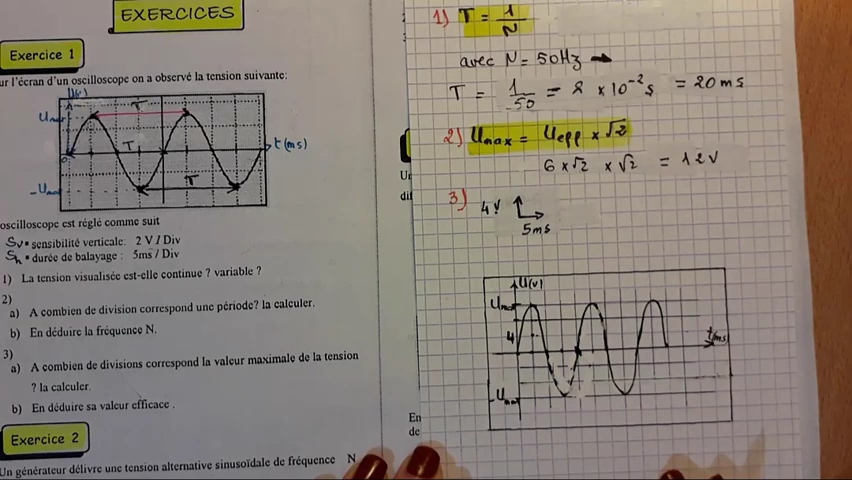 EXERCICES
Exercice 1
ur l'écran d'un oscilloscope on a observé la tension suivante:
U(v)
Umax
T
T
t(ms)
T
oscilloscope est réglé comme suit
Sv = sensibilité verticale: 2 V / Div
Sh = durée de balayage : 5ms / Div
1) La tension visualisée est-elle continue ? variable ?
2)
a) A combien de division correspond une période? la calculer.
b) En déduire la fréquence N.
3)
a) A combien de divisions correspond la valeur maximale de la tension
? la calculer.
b) En déduire sa valeur efficace .
Exercice 2
Un générateur délivre une tension alternative sinusoïdale de fréquence N
Un
dif
En
de
1) T = 1/N
avec N = 50Hz →
T = 1/50 = 2 × 10⁻² s = 20 ms
2) Umax = Ueff × √2
6 × √2 × √2 = 12V
3) 4V
5ms
U(v)
Umax
4
t(ms)